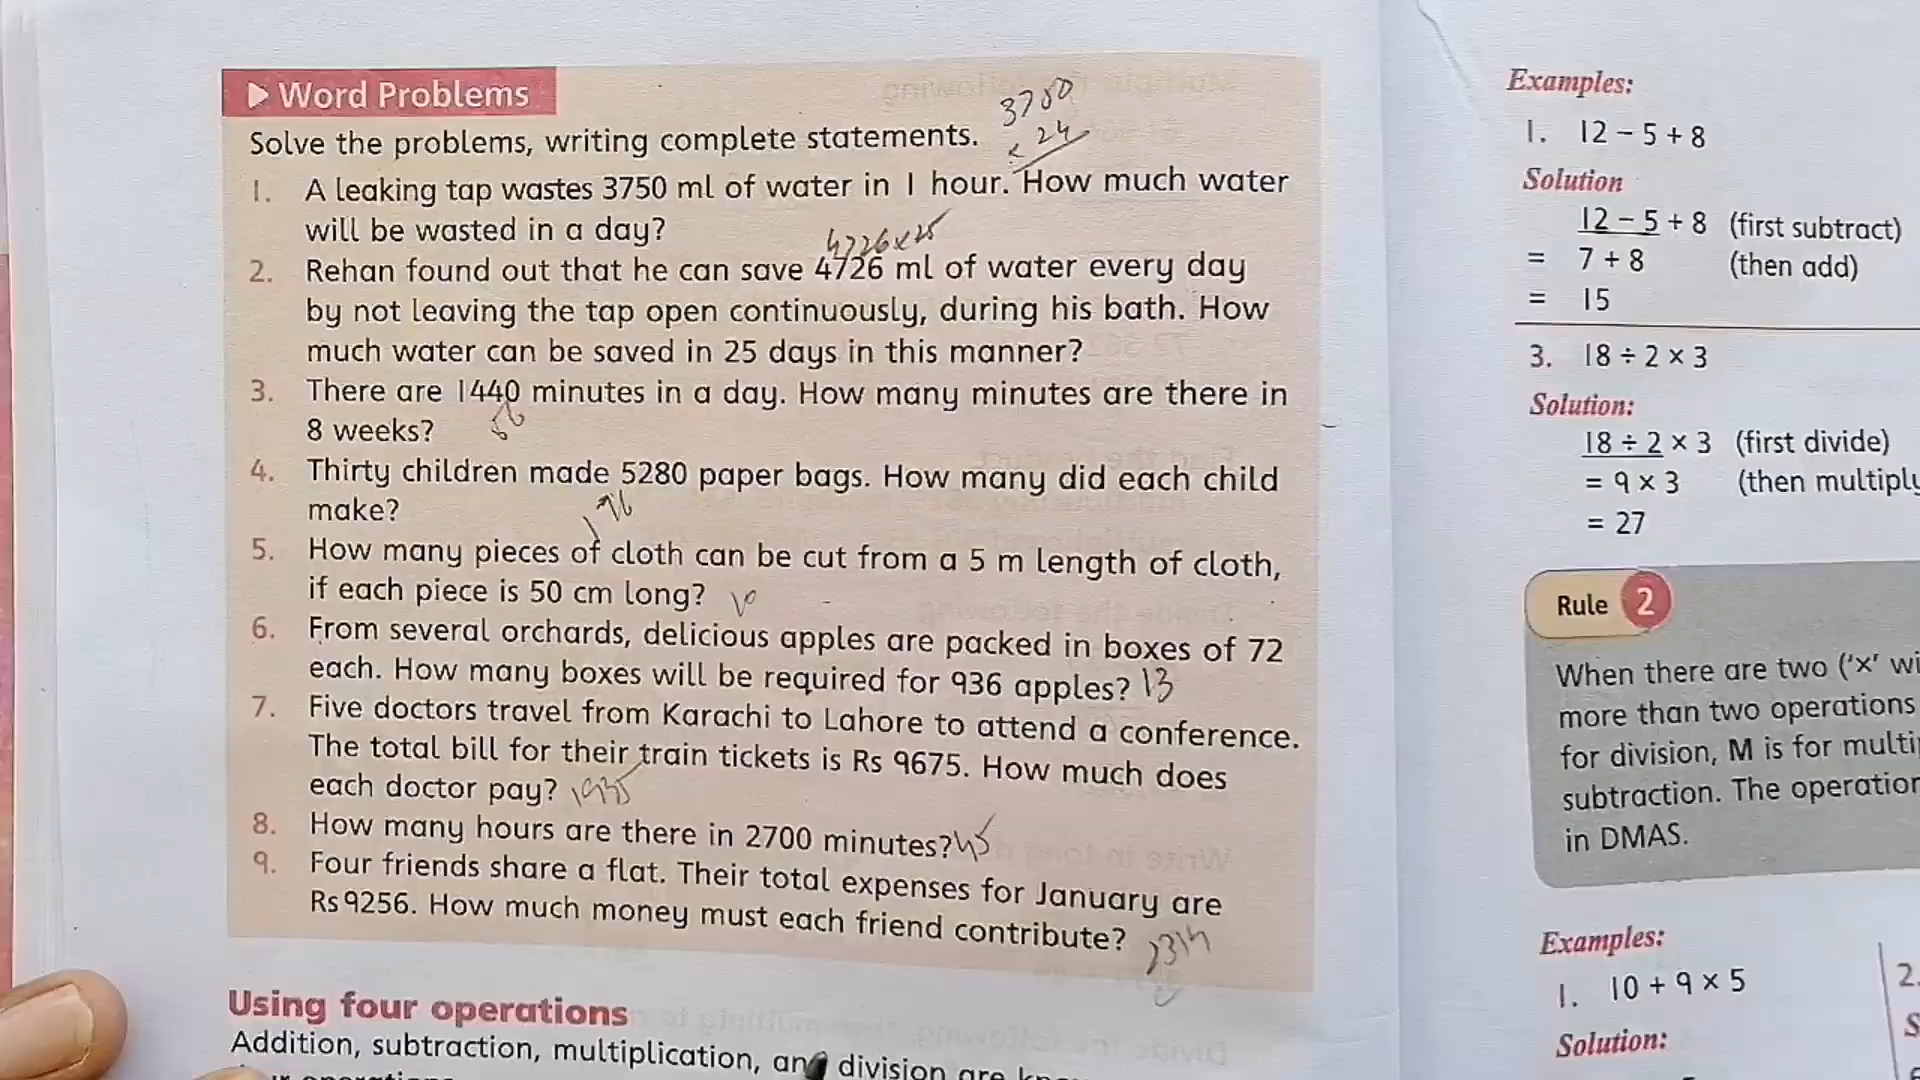 Word Problems
Solve the problems, writing complete statements.
3750
× 24
1. A leaking tap wastes 3750 ml of water in 1 hour. How much water
will be wasted in a day?
4726×25
2. Rehan found out that he can save 4726 ml of water every day
by not leaving the tap open continuously, during his bath. How
much water can be saved in 25 days in this manner?
3. There are 1440 minutes in a day. How many minutes are there in
8 weeks?
4. Thirty children made 5280 paper bags. How many did each child
make?
176
5. How many pieces of cloth can be cut from a 5 m length of cloth,
if each piece is 50 cm long? 10
6. From several orchards, delicious apples are packed in boxes of 72
each. How many boxes will be required for 936 apples? 13
7. Five doctors travel from Karachi to Lahore to attend a conference.
The total bill for their train tickets is Rs 9675. How much does
each doctor pay? 1935
8. How many hours are there in 2700 minutes? 45
9. Four friends share a flat. Their total expenses for January are
Rs 9256. How much money must each friend contribute? 2314
Using four operations
Addition, subtraction, multiplication, and division are
Examples:
1. 12 – 5 + 8
Solution
12 – 5 + 8 (first subtract)
= 7 + 8 (then add)
= 15
3. 18 ÷ 2 × 3
Solution:
18 ÷ 2 × 3 (first divide)
= 9 × 3 (then multiply
= 27
Rule 2
When there are two ('×' wi
more than two operations
for division, M is for multi
subtraction. The operation
in DMAS.
Examples:
1. 10 + 9 × 5
Solution:
2.
S